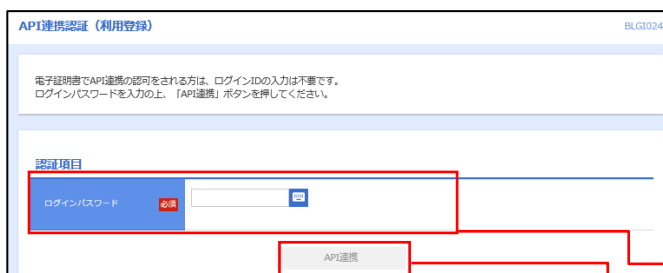 API連携認証（利用登録）
BLGI024
電子証明書でAPI連携の認可をされる方は、ログインIDの入力は不要です。
ログインパスワードを入力の上、「API連携」ボタンを押してください。
認証項目
ログインパスワード 必須
API連携